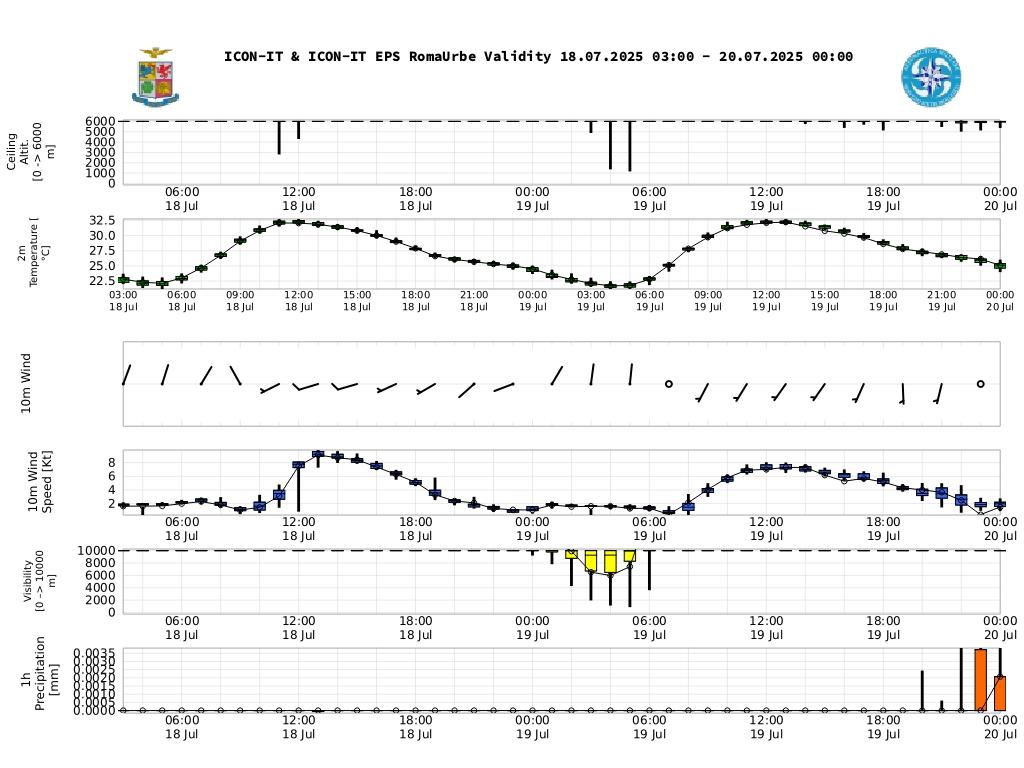 ICON-IT & ICON-IT EPS RomaUrbe Validity 18.07.2025 03:00 - 20.07.2025 00:00
Ceiling
Altit.
[0 -> 6000
m]
6000
5000
4000
3000
2000
1000
0
06:00 12:00 18:00 00:00 06:00 12:00 18:00 00:00
18 Jul 18 Jul 18 Jul 19 Jul 19 Jul 19 Jul 19 Jul 20 Jul
2m
Temperature [
°C]
32.5
30.0
27.5
25.0
22.5
03:00 06:00 09:00 12:00 15:00 18:00 21:00 00:00 03:00 06:00 09:00 12:00 15:00 18:00 21:00 00:00
18 Jul 18 Jul 18 Jul 18 Jul 18 Jul 18 Jul 18 Jul 19 Jul 19 Jul 19 Jul 19 Jul 19 Jul 19 Jul 19 Jul 19 Jul 20 Jul
10m Wind
10m Wind
Speed [Kt]
8
6
4
2
06:00 12:00 18:00 00:00 06:00 12:00 18:00 00:00
18 Jul 18 Jul 18 Jul 19 Jul 19 Jul 19 Jul 19 Jul 20 Jul
Visibility
[0 -> 10000
m]
10000
8000
6000
4000
2000
0
06:00 12:00 18:00 00:00 06:00 12:00 18:00 00:00
18 Jul 18 Jul 18 Jul 19 Jul 19 Jul 19 Jul 19 Jul 20 Jul
1h
Precipitation
[mm]
0.0035
0.0030
0.0025
0.0020
0.0015
0.0010
0.0005
0.0000
06:00 12:00 18:00 00:00 06:00 12:00 18:00 00:00
18 Jul 18 Jul 18 Jul 19 Jul 19 Jul 19 Jul 19 Jul 20 Jul